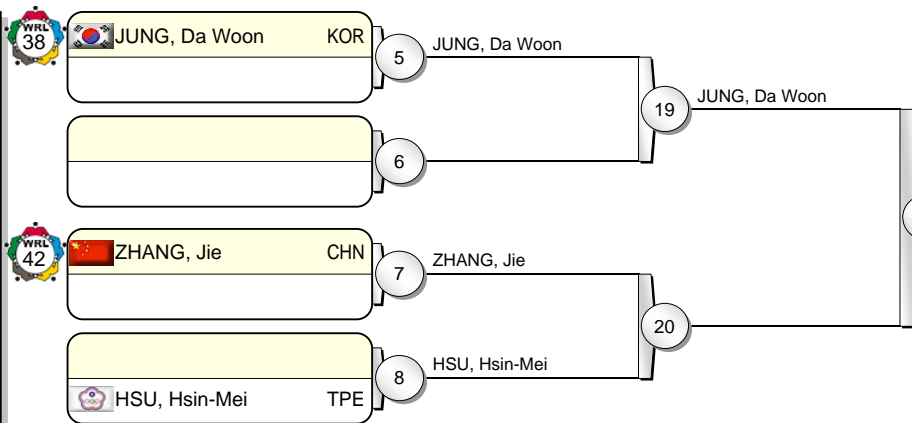 WRL
38
JUNG, Da Woon KOR
5
JUNG, Da Woon
19
JUNG, Da Woon
6
WRL
42
ZHANG, Jie CHN
7
ZHANG, Jie
20
8
HSU, Hsin-Mei
HSU, Hsin-Mei TPE